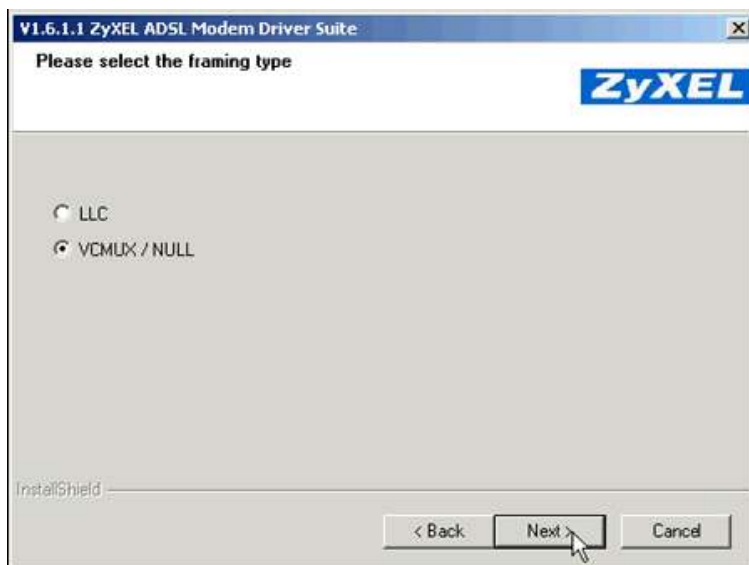 V1.6.1.1 ZyXEL ADSL Modem Driver Suite
Please select the framing type
ZyXEL
LLC
VCMUX / NULL
InstallShield
< Back
Next >
Cancel